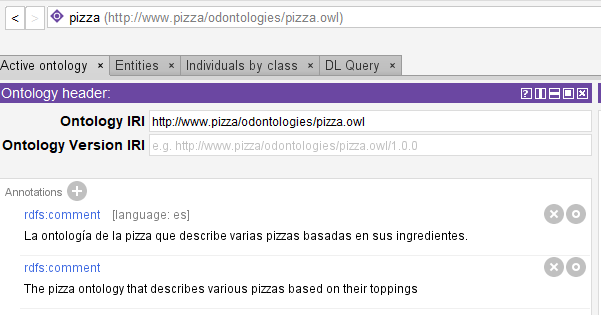 < > pizza (http://www.pizza/odontologies/pizza.owl)
Active ontology × Entities × Individuals by class × DL Query ×
Ontology header:
Ontology IRI http://www.pizza/odontologies/pizza.owl
Ontology Version IRI e.g. http://www.pizza/odontologies/pizza.owl/1.0.0
Annotations
rdfs:comment [language: es]
La ontología de la pizza que describe varias pizzas basadas en sus ingredientes.
rdfs:comment
The pizza ontology that describes various pizzas based on their toppings